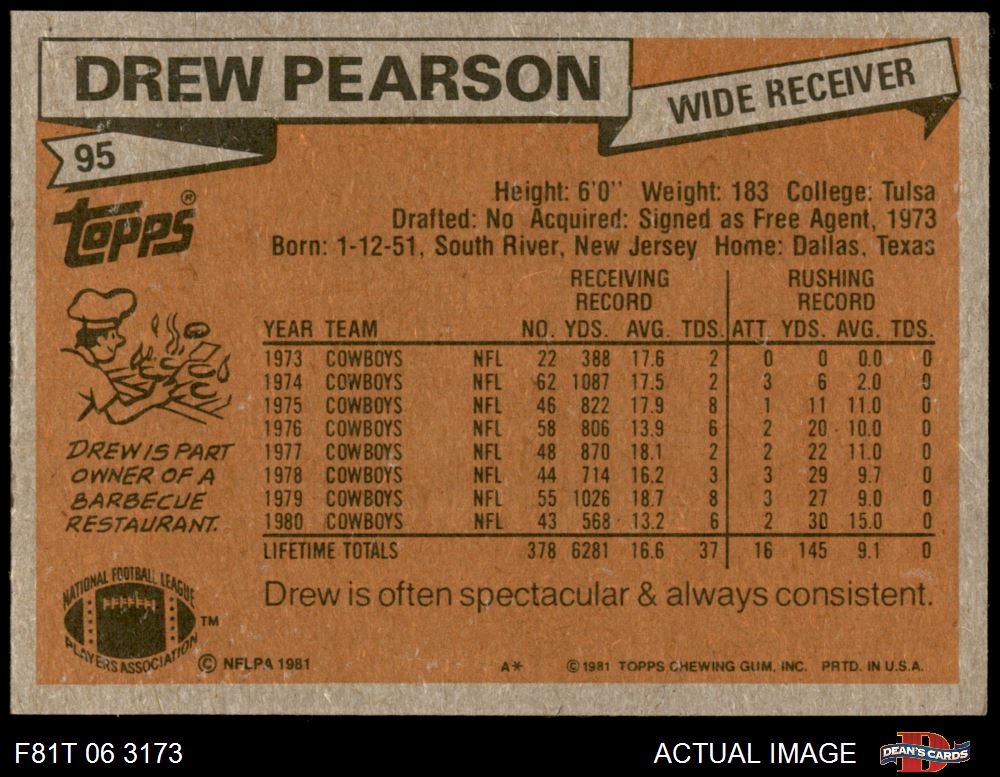 DREW PEARSON
WIDE RECEIVER
95
Topps®
Height: 6'0'' Weight: 183 College: Tulsa
Drafted: No Acquired: Signed as Free Agent, 1973
Born: 1-12-51, South River, New Jersey Home: Dallas, Texas
RECEIVING RECORD RUSHING RECORD
YEAR TEAM NO. YDS. AVG. TDS. ATT. YDS. AVG. TDS.
1973 COWBOYS NFL 22 388 17.6 2 0 0 0.0 0
1974 COWBOYS NFL 62 1087 17.5 2 3 6 2.0 0
1975 COWBOYS NFL 46 822 17.9 8 1 11 11.0 0
1976 COWBOYS NFL 58 806 13.9 6 2 20 10.0 0
1977 COWBOYS NFL 48 870 18.1 2 2 22 11.0 0
1978 COWBOYS NFL 44 714 16.2 3 3 29 9.7 0
1979 COWBOYS NFL 55 1026 18.7 8 3 27 9.0 0
1980 COWBOYS NFL 43 568 13.2 6 2 30 15.0 0
LIFETIME TOTALS 378 6281 16.6 37 16 145 9.1 0
DREW IS PART
OWNER OF A
BARBECUE
RESTAURANT.
Drew is often spectacular & always consistent.
NATIONAL FOOTBALL LEAGUE
PLAYERS ASSOCIATION
TM
© NFLPA 1981
A*
© 1981 TOPPS CHEWING GUM, INC. PRTD. IN U.S.A.
F81T 06 3173
ACTUAL IMAGE
D
DEAN'S CARDS